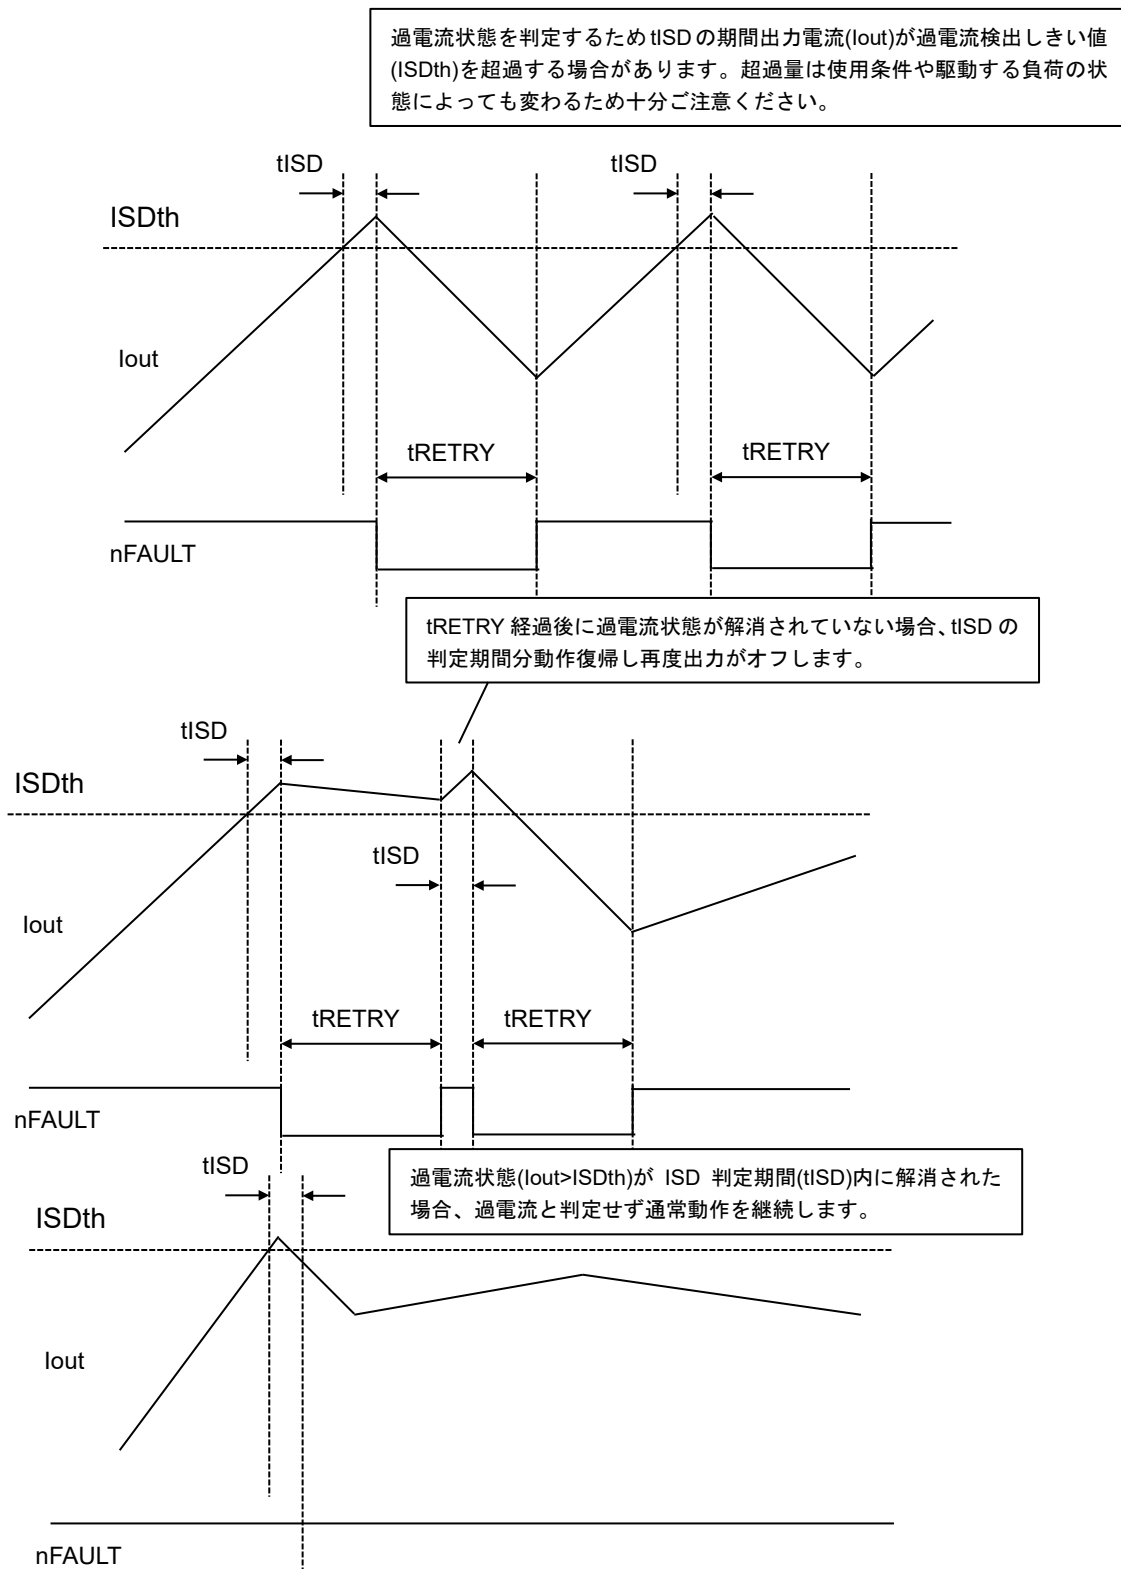 過電流状態を判定するため tISD の期間出力電流(Iout)が過電流検出しきい値
(ISDth)を超過する場合があります。超過量は使用条件や駆動する負荷の状
態によっても変わるため十分ご注意ください。
tISD
tISD
ISDth
Iout
tRETRY
tRETRY
nFAULT
tRETRY 経過後に過電流状態が解消されていない場合、tISD の
判定期間分動作復帰し再度出力がオフします。
tISD
ISDth
tISD
Iout
tRETRY
tRETRY
nFAULT
tISD
過電流状態(Iout>ISDth)が ISD 判定期間(tISD)内に解消された
場合、過電流と判定せず通常動作を継続します。
ISDth
Iout
nFAULT